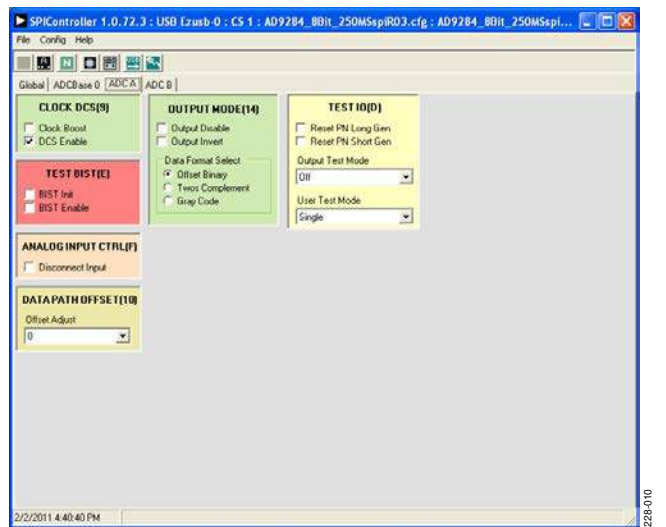 SPIController 1.0.72.3 : USB Ezusb-0 : CS 1 : AD9284_8Bit_250MSspiR03.cfg : AD9284_8Bit_250MSspi...
File Config Help
Global ADCBase 0 ADC A ADC B
CLOCK DCS(9)
Clock Boost
DCS Enable
TEST BIST(E)
BIST Init
BIST Enable
ANALOG INPUT CTRL(F)
Disconnect Input
DATA PATH OFFSET(10)
Offset Adjust
0
OUTPUT MODE(14)
Output Disable
Output Invert
Data Format Select
Offset Binary
Twos Complement
Gray Code
TEST IO(D)
Reset PN Long Gen
Reset PN Short Gen
Output Test Mode
Off
User Test Mode
Single
2/2/2011 4:40:40 PM
228-010